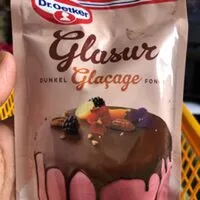 Dr.Oetker
Glasur
DUNKEL Glaçage FONCÉ